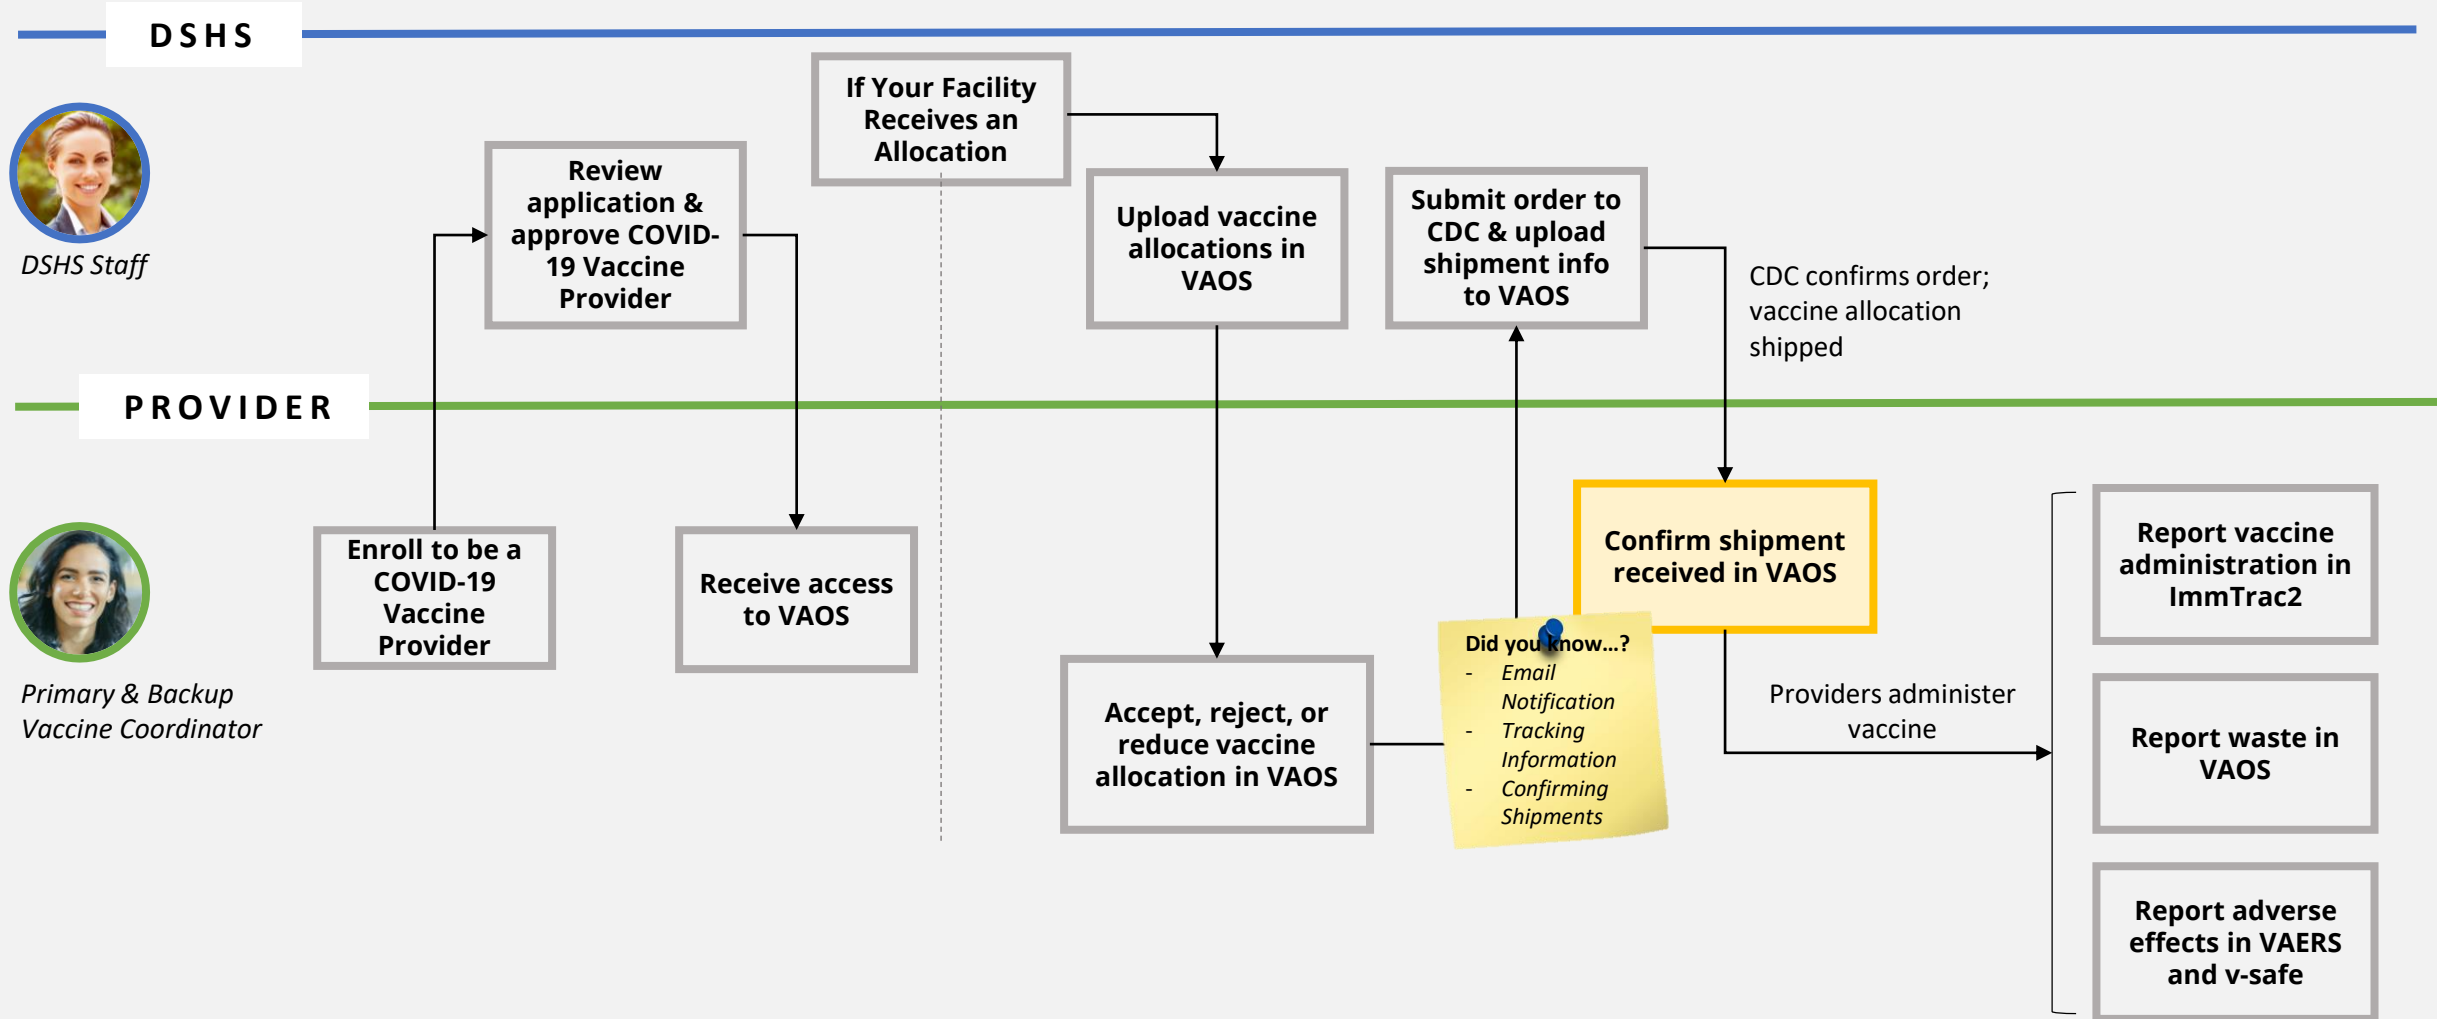 DSHS
If Your Facility
Receives an
Allocation
Review
application &
approve COVID-
19 Vaccine
Provider
Upload vaccine
allocations in
VAOS
Submit order to
CDC & upload
shipment info
to VAOS
DSHS Staff
CDC confirms order;
vaccine allocation
shipped
PROVIDER
Enroll to be a
COVID-19
Vaccine
Provider
Receive access
to VAOS
Confirm shipment
received in VAOS
Report vaccine
administration in
ImmTrac2
Primary & Backup
Vaccine Coordinator
Accept, reject, or
reduce vaccine
allocation in VAOS
Did you know...?
- Email
Notification
- Tracking
Information
- Confirming
Shipments
Providers administer
vaccine
Report waste in
VAOS
Report adverse
effects in VAERS
and v-safe